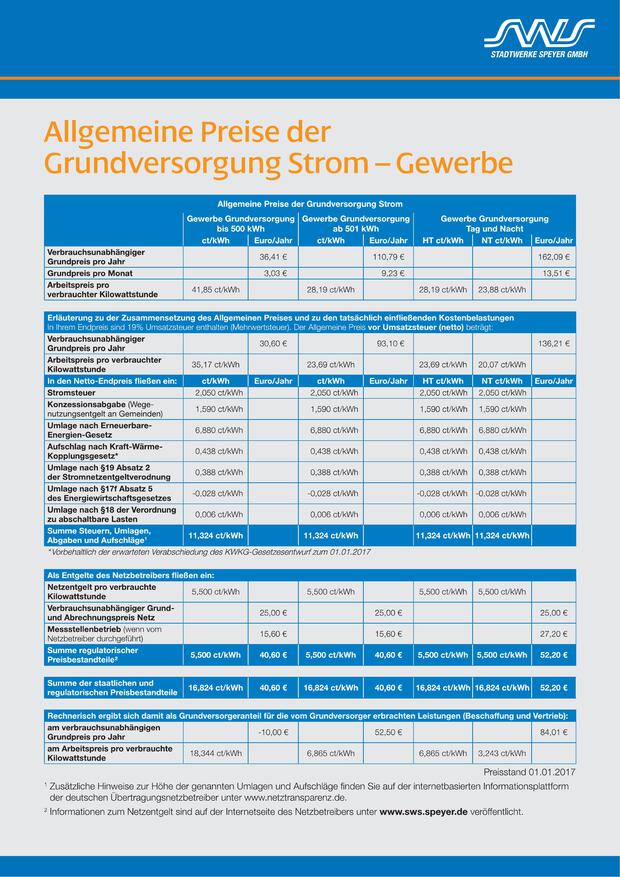 SWS
STADTWERKE SPEYER GMBH
Allgemeine Preise der
Grundversorgung Strom – Gewerbe
Allgemeine Preise der Grundversorgung Strom
Gewerbe Grundversorgung bis 500 kWh Gewerbe Grundversorgung ab 501 kWh Gewerbe Grundversorgung Tag und Nacht
ct/kWh Euro/Jahr ct/kWh Euro/Jahr HT ct/kWh NT ct/kWh Euro/Jahr
Verbrauchsunabhängiger
Grundpreis pro Jahr 36,41 € 110,79 € 162,09 €
Grundpreis pro Monat 3,03 € 9,23 € 13,51 €
Arbeitspreis pro
verbrauchter Kilowattstunde 41,85 ct/kWh 28,19 ct/kWh 28,19 ct/kWh 23,88 ct/kWh
Erläuterung zu der Zusammensetzung des Allgemeinen Preises und zu den tatsächlich einfließenden Kostenbelastungen
In Ihrem Endpreis sind 19% Umsatzsteuer enthalten (Mehrwertsteuer). Der Allgemeine Preis vor Umsatzsteuer (netto) beträgt:
Verbrauchsunabhängiger
Grundpreis pro Jahr 30,60 € 93,10 € 136,21 €
Arbeitspreis pro verbrauchter
Kilowattstunde 35,17 ct/kWh 23,69 ct/kWh 23,69 ct/kWh 20,07 ct/kWh
In den Netto-Endpreis fließen ein: ct/kWh Euro/Jahr ct/kWh Euro/Jahr HT ct/kWh NT ct/kWh Euro/Jahr
Stromsteuer 2,050 ct/kWh 2,050 ct/kWh 2,050 ct/kWh 2,050 ct/kWh
Konzessionsabgabe (Wege-
nutzungsentgelt an Gemeinden) 1,590 ct/kWh 1,590 ct/kWh 1,590 ct/kWh 1,590 ct/kWh
Umlage nach Erneuerbare-
Energien-Gesetz 6,880 ct/kWh 6,880 ct/kWh 6,880 ct/kWh 6,880 ct/kWh
Aufschlag nach Kraft-Wärme-
Kopplungsgesetz* 0,438 ct/kWh 0,438 ct/kWh 0,438 ct/kWh 0,438 ct/kWh
Umlage nach §19 Absatz 2
der Stromnetzentgeltverodnung 0,388 ct/kWh 0,388 ct/kWh 0,388 ct/kWh 0,388 ct/kWh
Umlage nach §17f Absatz 5
des Energiewirtschaftsgesetzes -0,028 ct/kWh -0,028 ct/kWh -0,028 ct/kWh -0,028 ct/kWh
Umlage nach §18 der Verordnung
zu abschaltbare Lasten 0,006 ct/kWh 0,006 ct/kWh 0,006 ct/kWh 0,006 ct/kWh
Summe Steuern, Umlagen,
Abgaben und Aufschläge¹ 11,324 ct/kWh 11,324 ct/kWh 11,324 ct/kWh 11,324 ct/kWh
*Vorbehaltlich der erwarteten Verabschiedung des KWKG-Gesetzesentwurf zum 01.01.2017
Als Entgelte des Netzbetreibers fließen ein:
Netzentgelt pro verbrauchte
Kilowattstunde 5,500 ct/kWh 5,500 ct/kWh 5,500 ct/kWh 5,500 ct/kWh
Verbrauchsunabhängiger Grund-
und Abrechnungspreis Netz 25,00 € 25,00 € 25,00 €
Messstellenbetrieb (wenn vom
Netzbetreiber durchgeführt) 15,60 € 15,60 € 27,20 €
Summe regulatorischer
Preisbestandteile² 5,500 ct/kWh 40,60 € 5,500 ct/kWh 40,60 € 5,500 ct/kWh 5,500 ct/kWh 52,20 €
Summe der staatlichen und
regulatorischen Preisbestandteile 16,824 ct/kWh 40,60 € 16,824 ct/kWh 40,60 € 16,824 ct/kWh 16,824 ct/kWh 52,20 €
Rechnerisch ergibt sich damit als Grundversorgeranteil für die vom Grundversorger erbrachten Leistungen (Beschaffung und Vertrieb):
am verbrauchsunabhängigen
Grundpreis pro Jahr -10,00 € 52,50 € 84,01 €
am Arbeitspreis pro verbrauchte
Kilowattstunde 18,344 ct/kWh 6,865 ct/kWh 6,865 ct/kWh 3,243 ct/kWh
Preisstand 01.01.2017
¹ Zusätzliche Hinweise zur Höhe der genannten Umlagen und Aufschläge finden Sie auf der internetbasierten Informationsplattform
der deutschen Übertragungsnetzbetreiber unter www.netztransparenz.de.
² Informationen zum Netzentgelt sind auf der Internetseite des Netzbetreibers unter www.sws.speyer.de veröffentlicht.